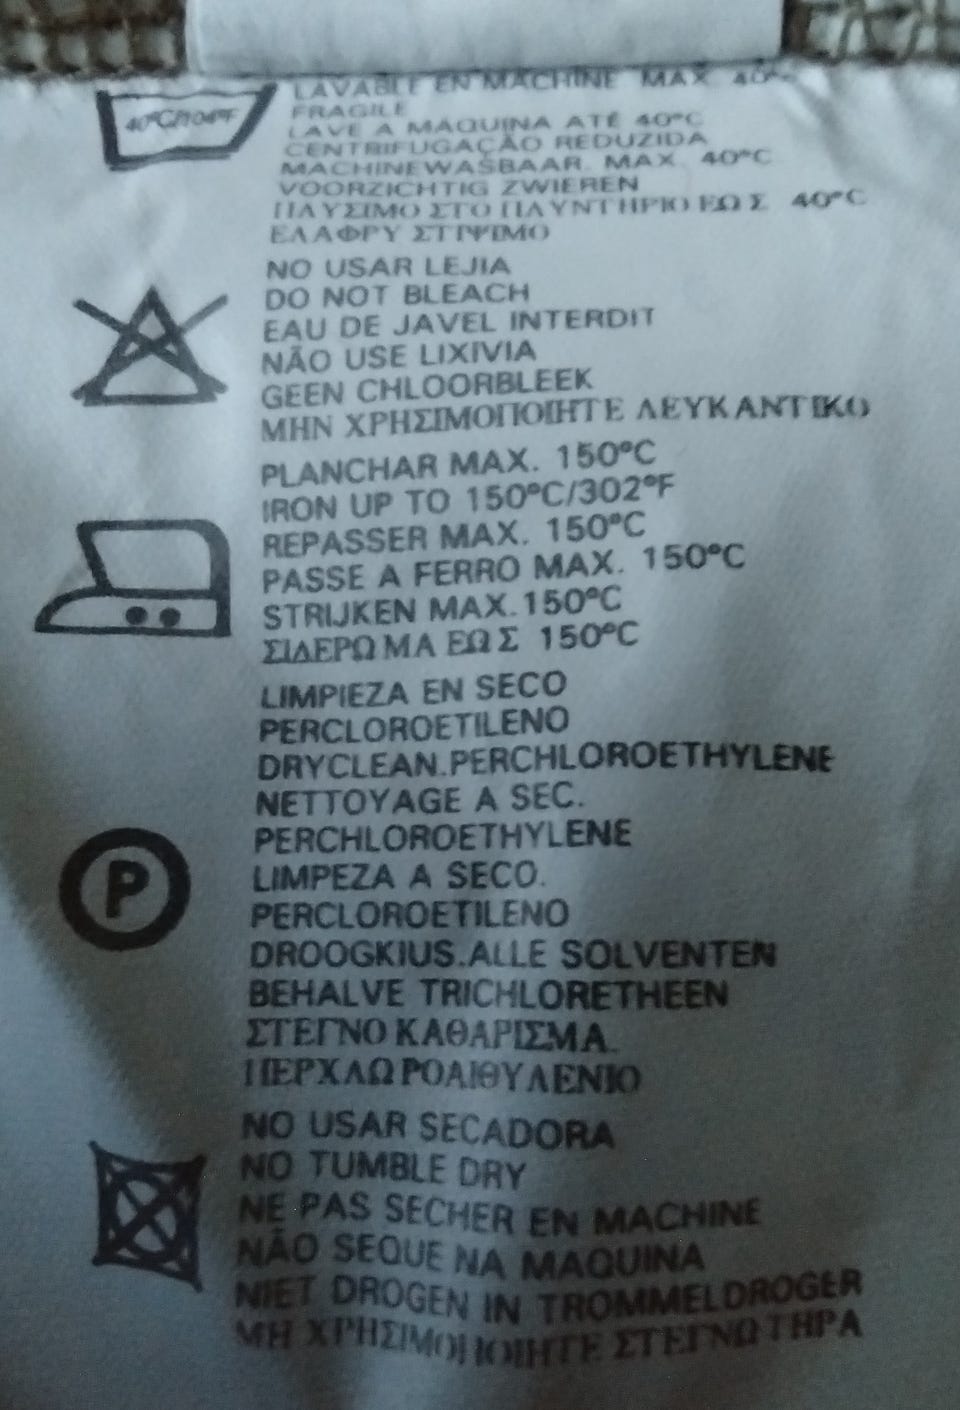 40°C/104°F
LAVABLE EN MACHINE MAX 40°
FRAGILE
LAVE A MAQUINA ATÉ 40°C
CENTRIFUGAÇÃO REDUZIDA
MACHINEWASBAAR. MAX 40°C
VOORZICHTIG ZWIEREN
ΠΛΥΣΙΜΟ ΣΤΟ ΠΛΥΝΤΗΡΙΟ ΕΩΣ 40°C
ΕΛΑΦΡΥ ΣΤΙΨΙΜΟ
NO USAR LEJIA
DO NOT BLEACH
EAU DE JAVEL INTERDIT
NÃO USE LIXIVIA
GEEN CHLOORBLEEK
ΜΗΝ ΧΡΗΣΙΜΟΠΟΙΗΤΕ ΛΕΥΚΑΝΤΙΚΟ
PLANCHAR MAX. 150°C
IRON UP TO 150°C/302°F
REPASSER MAX. 150°C
PASSE A FERRO MAX. 150°C
STRIJKEN MAX.150°C
ΣΙΔΕΡΩΜΑ ΕΩΣ 150°C
LIMPIEZA EN SECO
PERCLOROETILENO
DRYCLEAN.PERCHLOROETHYLENE
NETTOYAGE A SEC.
PERCHLOROETHYLENE
P
LIMPEZA A SECO.
PERCLOROETILENO
DROOGKIUS.ALLE SOLVENTEN
BEHALVE TRICHLORETHEEN
ΣΤΕΓΝΟ ΚΑΘΑΡΙΣΜΑ.
ΠΕΡΧΛΩΡΟΑΙΘΥΛΕΝΙΟ
NO USAR SECADORA
NO TUMBLE DRY
NE PAS SECHER EN MACHINE
NÃO SEQUE NA MAQUINA
NIET DROGEN IN TROMMELDROGER
ΜΗ ΧΡΗΣΙΜΟΠΟΙΗΤΕ ΣΤΕΓΝΩΤΗΡΑ